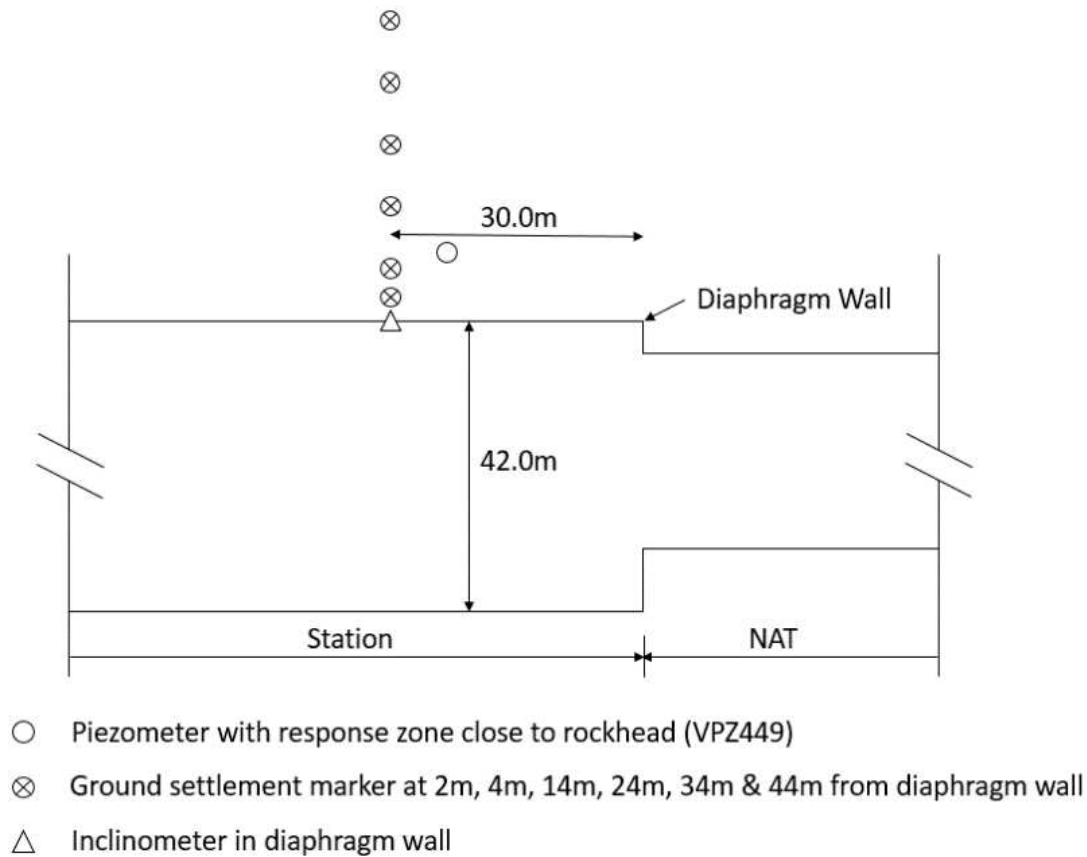 30.0m
Diaphragm Wall
42.0m
Station
NAT
Piezometer with response zone close to rockhead (VPZ449)
Ground settlement marker at 2m, 4m, 14m, 24m, 34m & 44m from diaphragm wall
Inclinometer in diaphragm wall